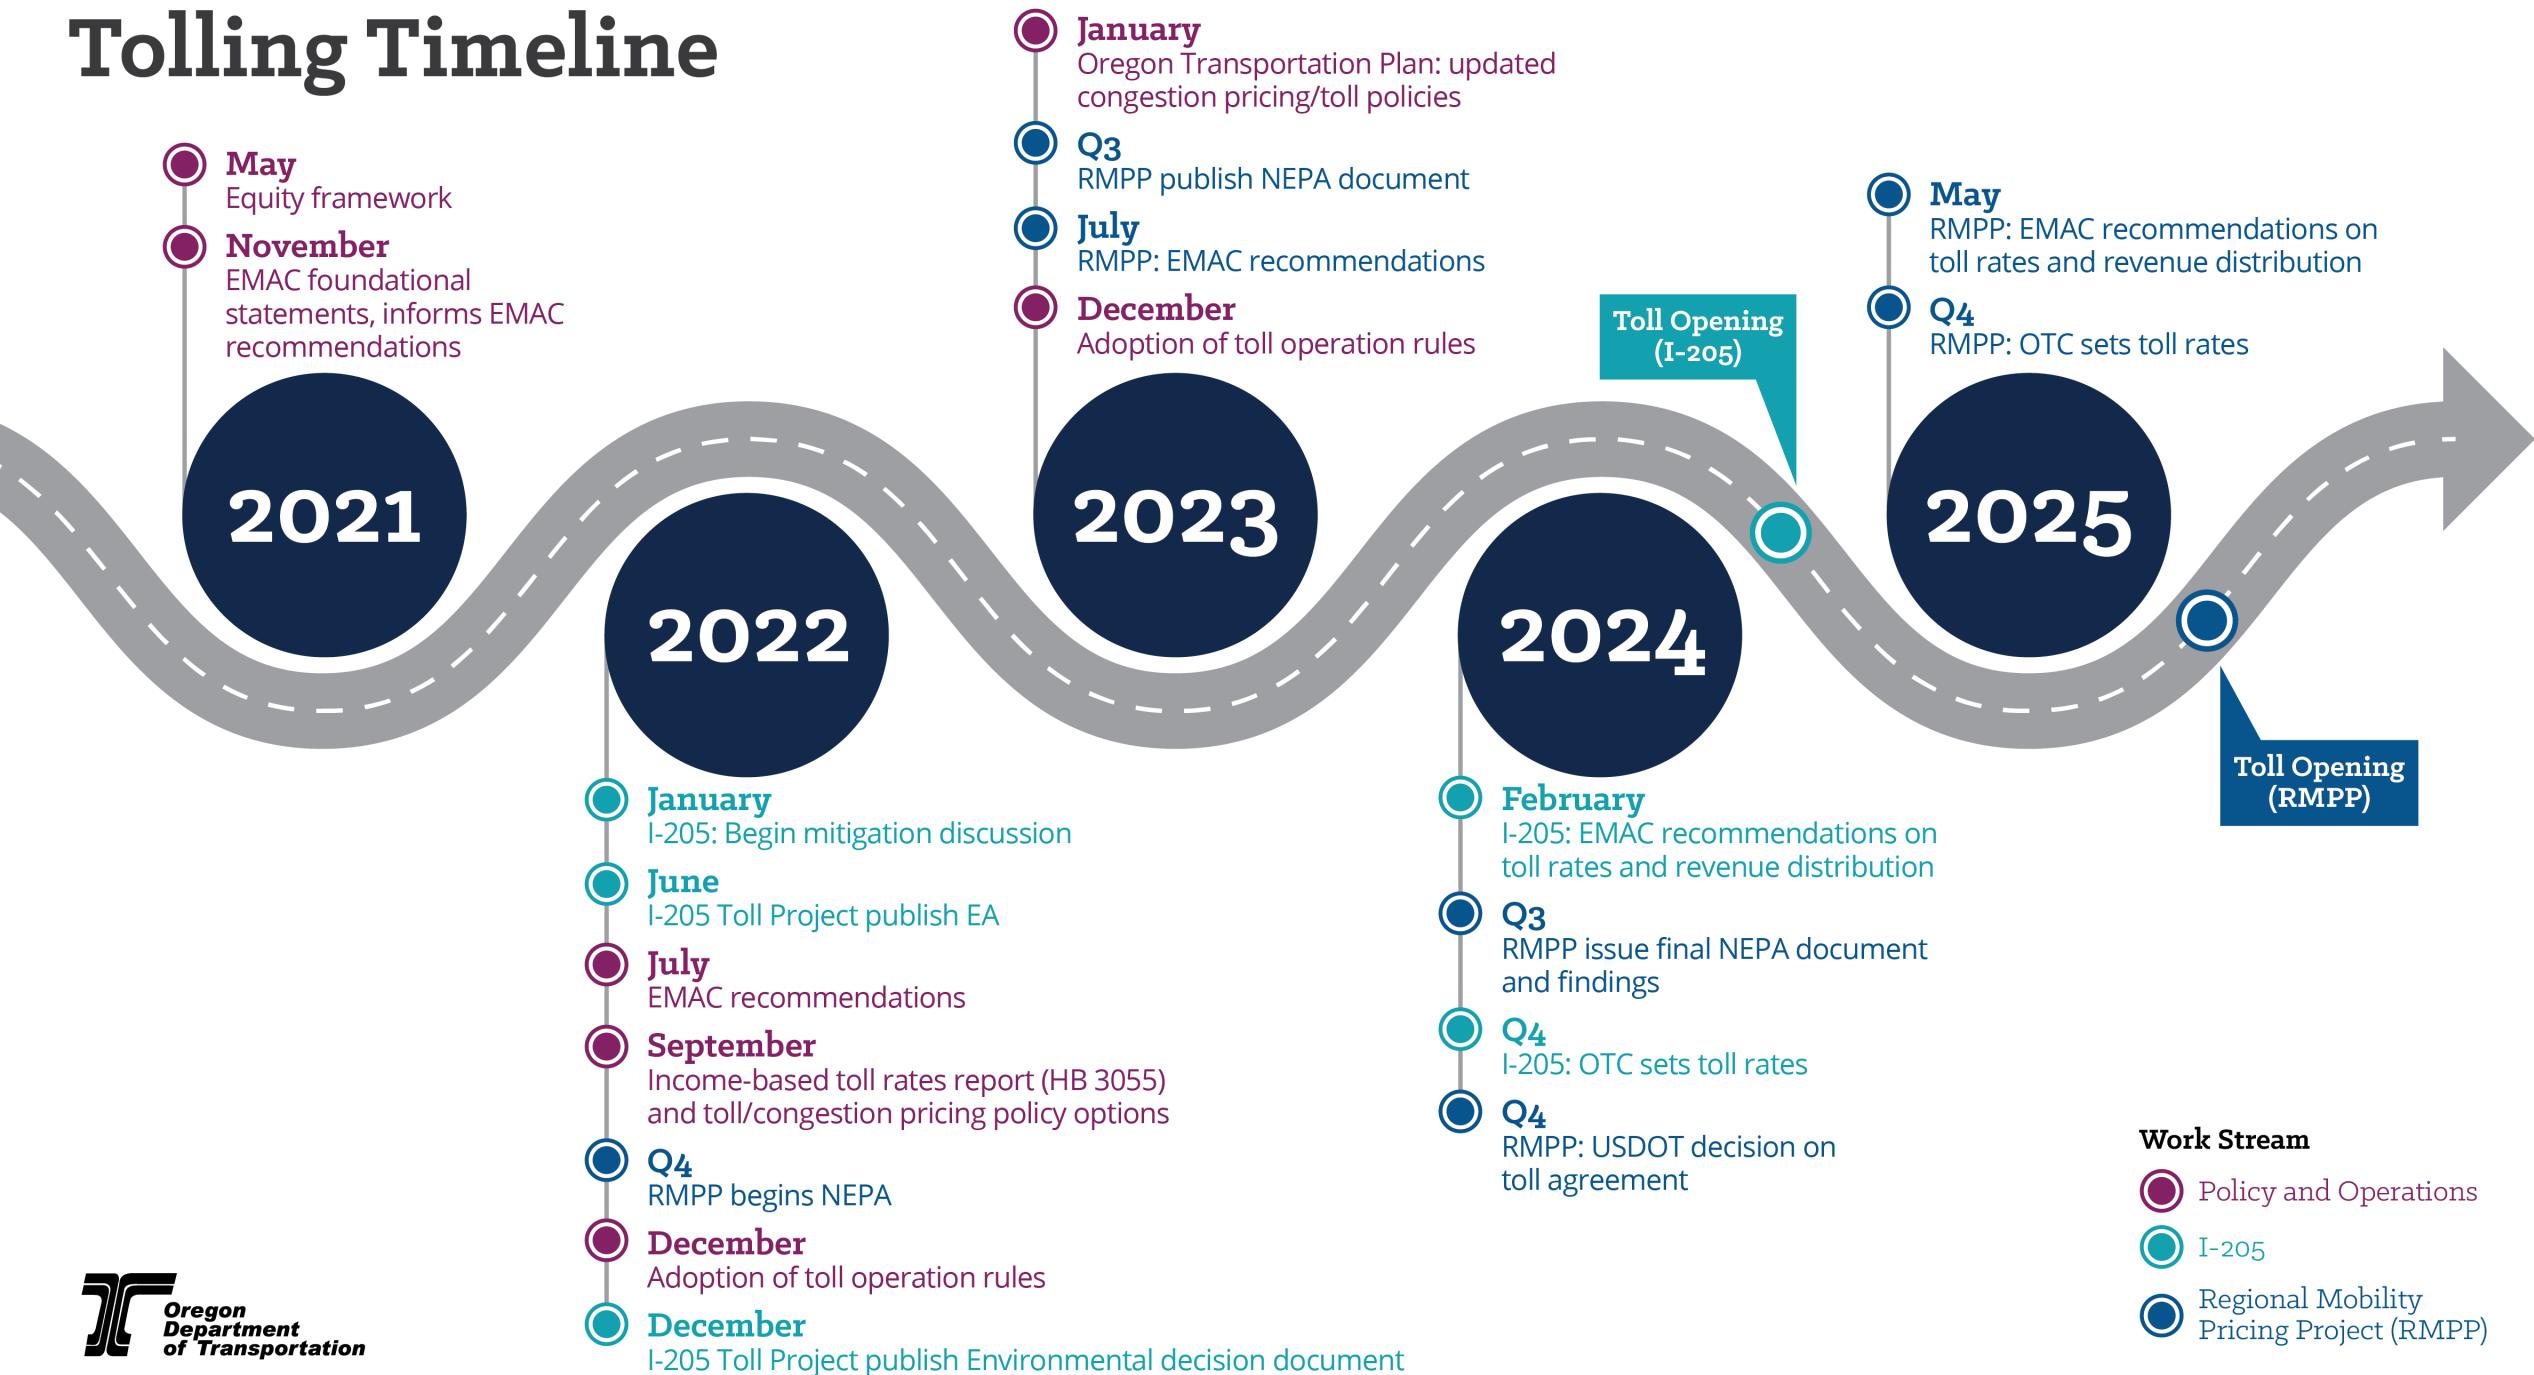 Tolling Timeline
May
Equity framework
November
EMAC foundational
statements, informs EMAC
recommendations
2021
2022
January
I-205: Begin mitigation discussion
June
I-205 Toll Project publish EA
July
EMAC recommendations
September
Income-based toll rates report (HB 3055)
and toll/congestion pricing policy options
Q4
RMPP begins NEPA
December
Adoption of toll operation rules
December
I-205 Toll Project publish Environmental decision document
January
Oregon Transportation Plan: updated
congestion pricing/toll policies
Q3
RMPP publish NEPA document
July
RMPP: EMAC recommendations
December
Adoption of toll operation rules
2023
2024
February
I-205: EMAC recommendations on
toll rates and revenue distribution
Q3
RMPP issue final NEPA document
and findings
Q4
I-205: OTC sets toll rates
Q4
RMPP: USDOT decision on
toll agreement
Toll Opening
(I-205)
May
RMPP: EMAC recommendations on
toll rates and revenue distribution
Q4
RMPP: OTC sets toll rates
2025
Toll Opening
(RMPP)
Work Stream
Policy and Operations
I-205
Regional Mobility
Pricing Project (RMPP)
Oregon
Department
of Transportation